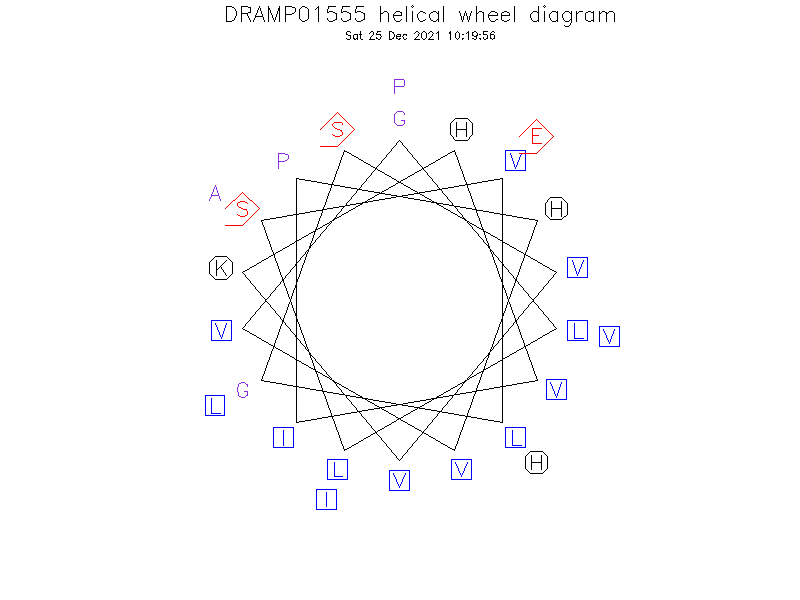 DRAMP01555 helical wheel diagram
Sat 25 Dec 2021 10:19:56
P
G
S H E
P V
A S H
K V
V L V
G V
L
I L
H
L V V
I